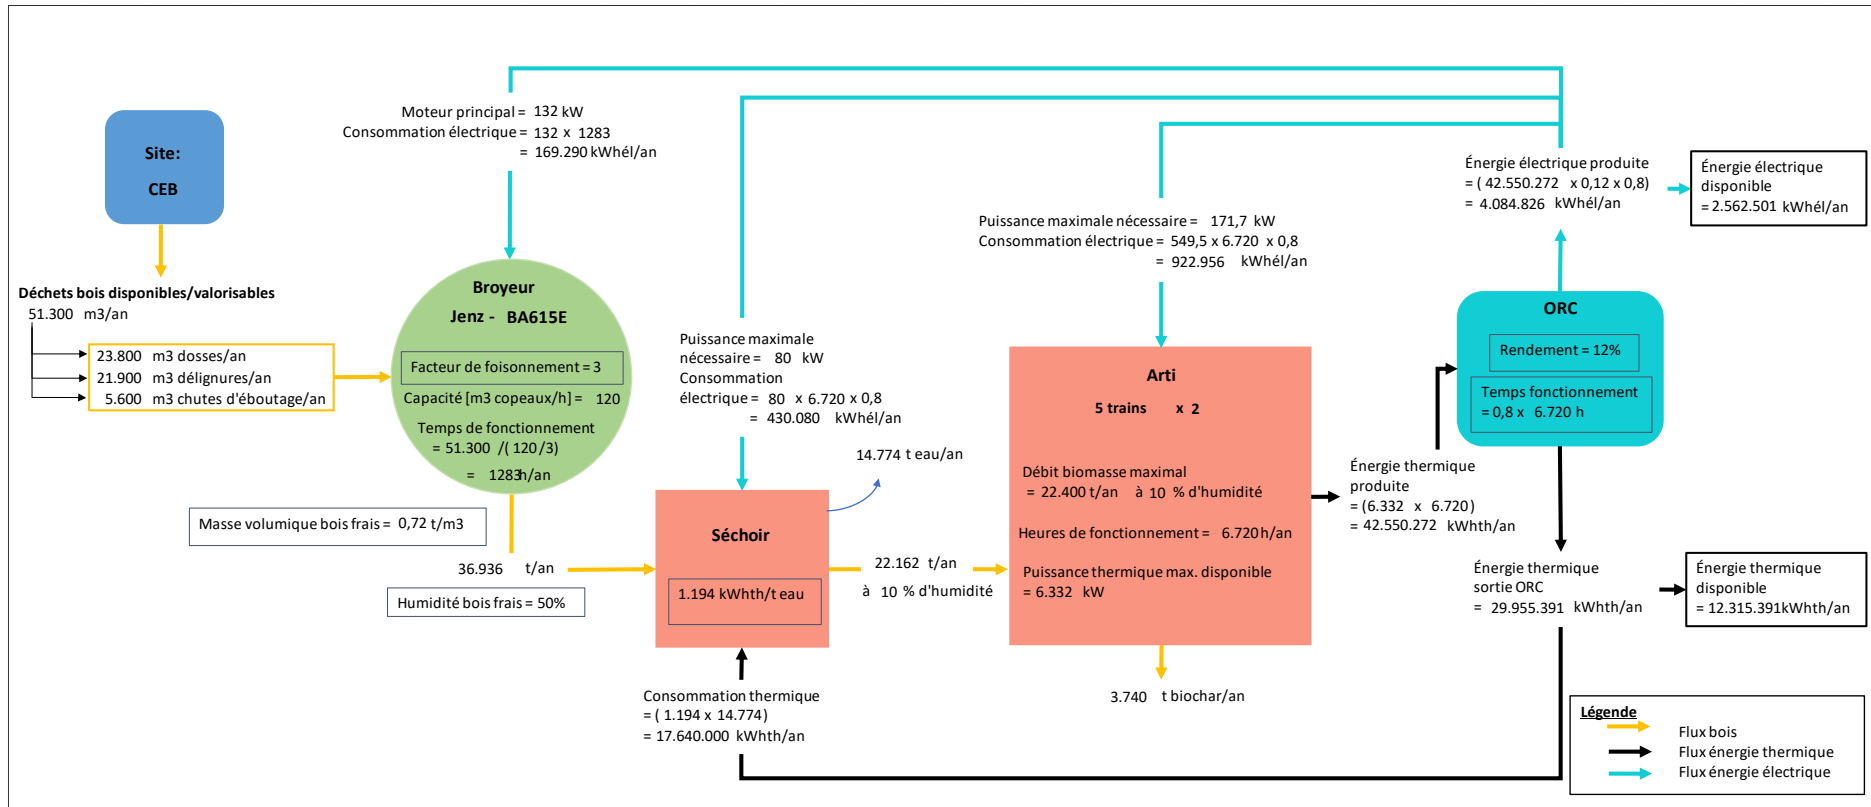 Site:
CEB
Déchets bois disponibles/valorisables
51.300 m3/an
23.800 m3 dosses/an
21.900 m3 délignures/an
5.600 m3 chutes d'éboutage/an
Moteur principal = 132 kW
Consommation électrique = 132 x 1283
= 169.290 kWhél/an
Broyeur
Jenz - BA615E
Facteur de foisonnement = 3
Capacité [m3 copeaux/h] = 120
Temps de fonctionnement
= 51.300 /( 120 /3)
= 1283h/an
Masse volumique bois frais = 0,72 t/m3
36.936 t/an
Humidité bois frais = 50%
Puissance maximale
nécessaire = 80 kW
Consommation
électrique = 80 x 6.720 x 0,8
= 430.080 kWhél/an
14.774 t eau/an
Séchoir
1.194 kWhth/t eau
22.162 t/an
à 10 % d'humidité
Consommation thermique
= ( 1.194 x 14.774)
= 17.640.000 kWhth/an
Puissance maximale nécessaire = 171,7 kW
Consommation électrique = 549,5 x 6.720 x 0,8
= 922.956 kWhél/an
Arti
5 trains x 2
Débit biomasse maximal
= 22.400 t/an à 10 % d'humidité
Heures de fonctionnement = 6.720 h/an
Puissance thermique max. disponible
= 6.332 kW
3.740 t biochar/an
Énergie thermique
produite
= (6.332 x 6.720)
= 42.550.272 kWhth/an
Énergie électrique produite
= ( 42.550.272 x 0,12 x 0,8)
= 4.084.826 kWhél/an
Énergie électrique
disponible
= 2.562.501 kWhél/an
ORC
Rendement = 12%
Temps fonctionnement
= 0,8 x 6.720 h
Énergie thermique
sortie ORC
= 29.955.391 kWhth/an
Énergie thermique
disponible
= 12.315.391kWhth/an
Légende
Flux bois
Flux énergie thermique
Flux énergie électrique